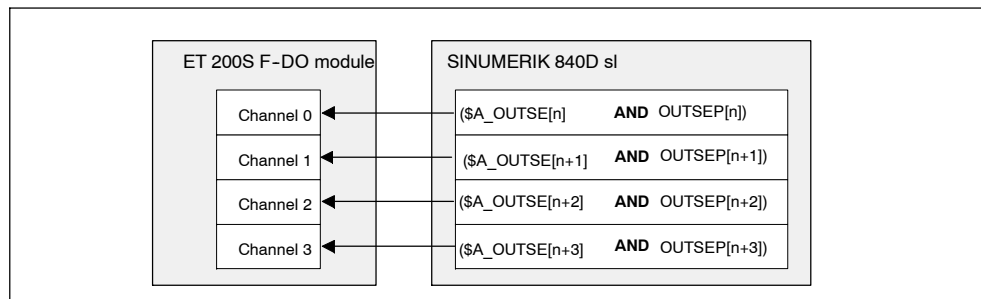 ET 200S F-DO module SINUMERIK 840D sl
Channel 0 ($A_OUTSE[n] AND OUTSEP[n])
Channel 1 ($A_OUTSE[n+1] AND OUTSEP[n+1])
Channel 2 ($A_OUTSE[n+2] AND OUTSEP[n+2])
Channel 3 ($A_OUTSE[n+3] AND OUTSEP[n+3])